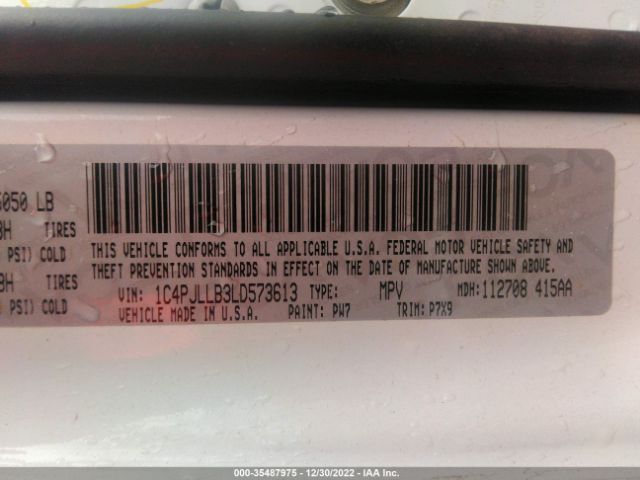 5050 LB
TIRES
PSI) COLD
TIRES
PSI) COLD
THIS VEHICLE CONFORMS TO ALL APPLICABLE U.S.A. FEDERAL MOTOR VEHICLE SAFETY AND
THEFT PREVENTION STANDARDS IN EFFECT ON THE DATE OF MANUFACTURE SHOWN ABOVE.
VIN: 1C4PJLLB3LD573613 TYPE: MPV MDH:112708 415AA
VEHICLE MADE IN U.S.A. PAINT: PW7 TRIM: P7X9
000-35487975 - 12/30/2022 - IAA Inc.